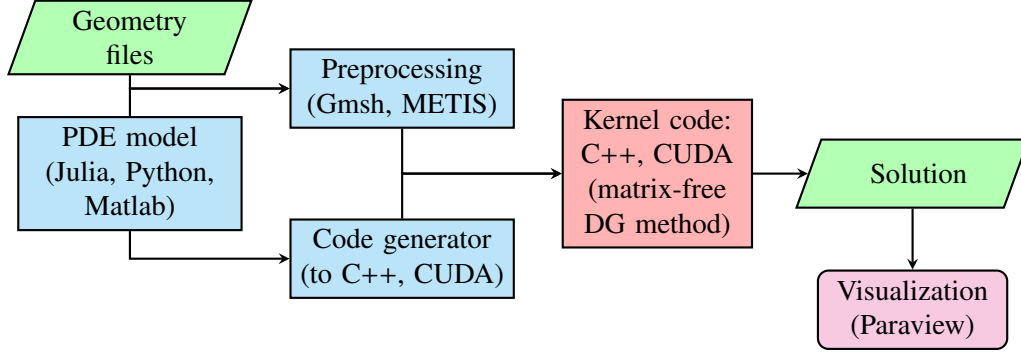 Geometry
files
PDE model
(Julia, Python,
Matlab)
Preprocessing
(Gmsh, METIS)
Code generator
(to C++, CUDA)
Kernel code:
C++, CUDA
(matrix-free
DG method)
Solution
Visualization
(Paraview)